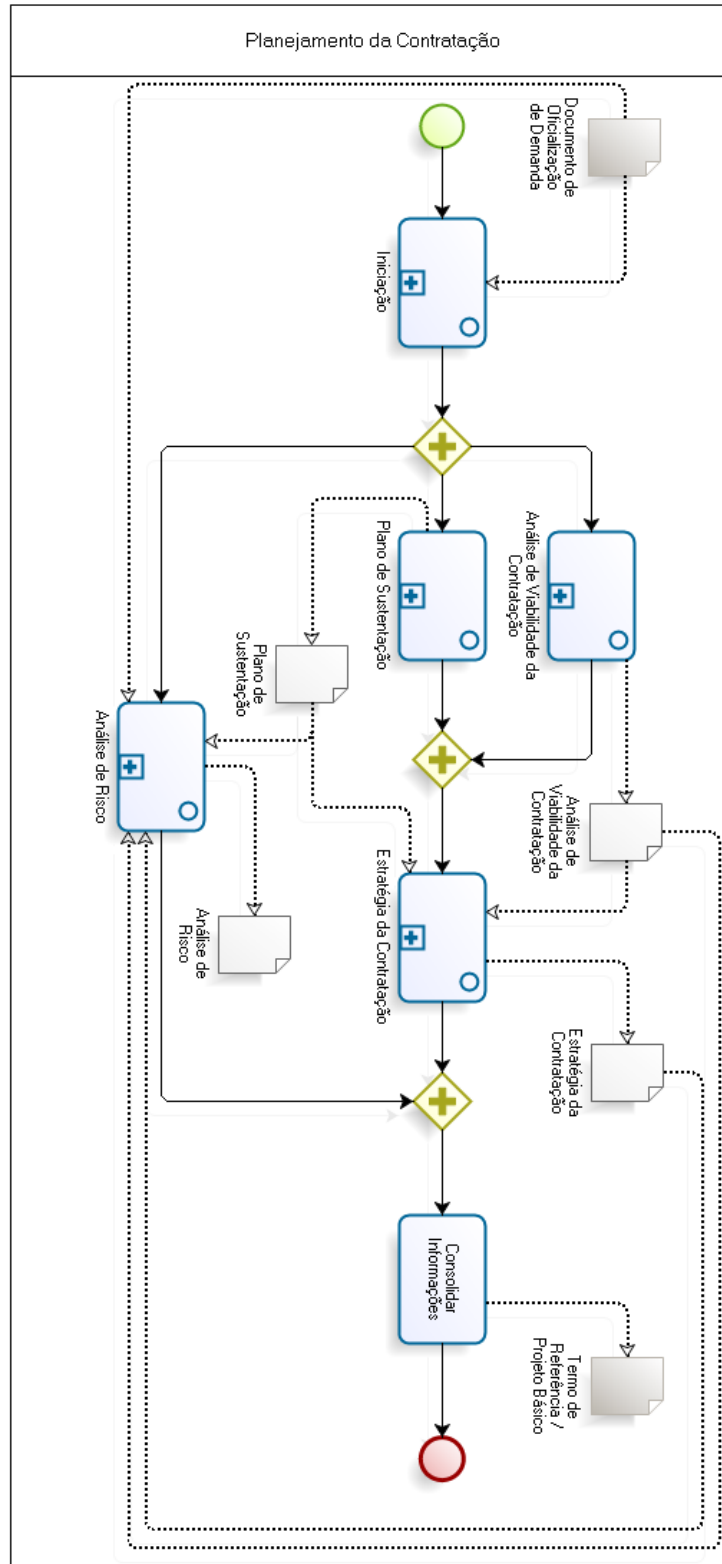 Planejamento da Contratação
Documento de
Oficialização
de Demanda
Iniciação
Análise de Viabilidade da
Contratação
Plano de Sustentação
Plano de
Sustentação
Análise de Risco
Análise de
Viabilidade da
Contratação
Estratégia da Contratação
Análise de
Risco
Estratégia da
Contratação
Consolidar
Informações
Termo de
Referência /
Projeto Básico